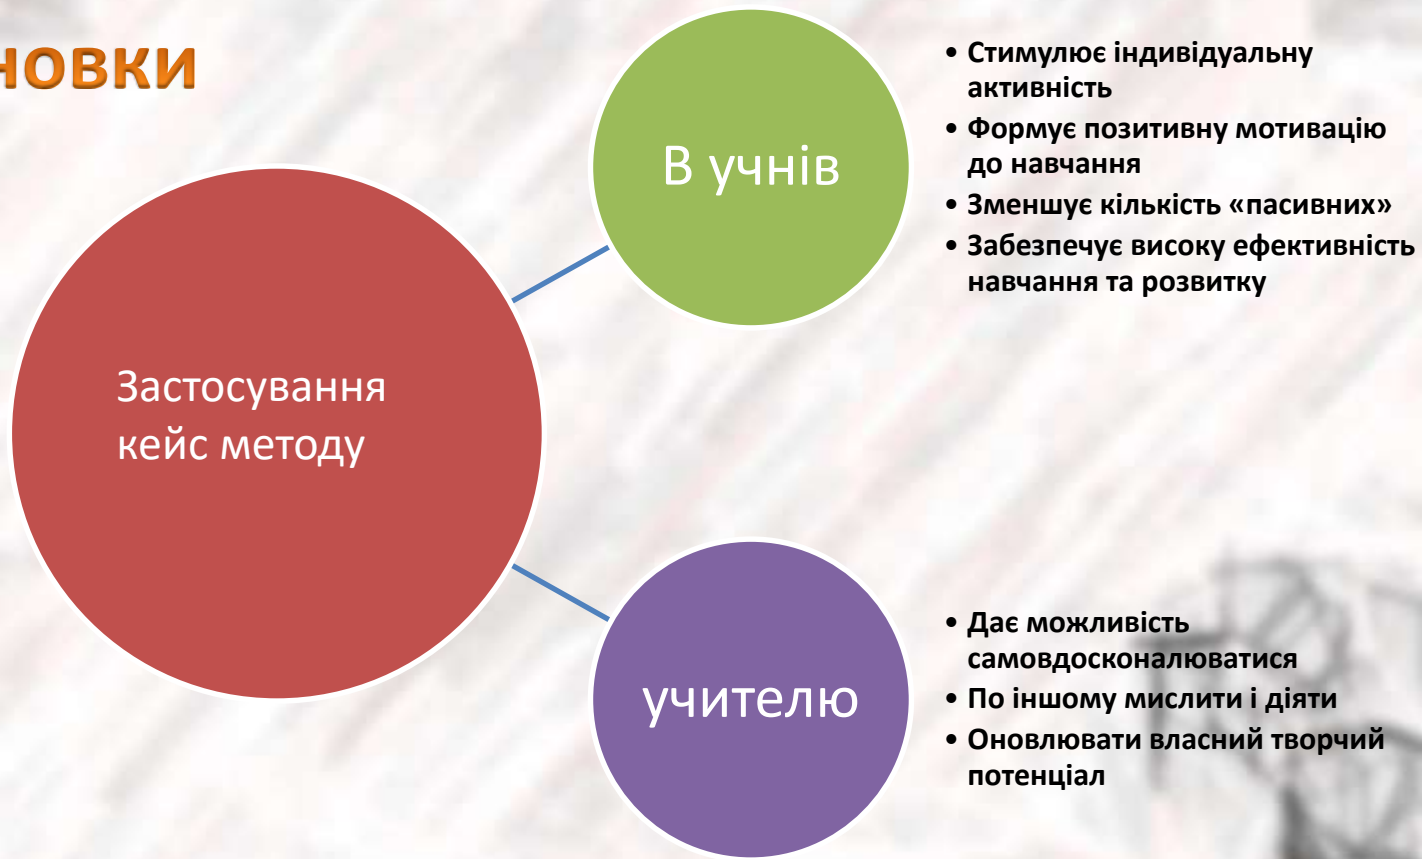 новки
Застосування
кейс методу
В учнів
• Стимулює індивідуальну
активність
• Формує позитивну мотивацію
до навчання
• Зменшує кількість «пасивних»
• Забезпечує високу ефективність
навчання та розвитку
учителю
• Дає можливість
самовдосконалюватися
• По іншому мислити і діяти
• Оновлювати власний творчий
потенціал